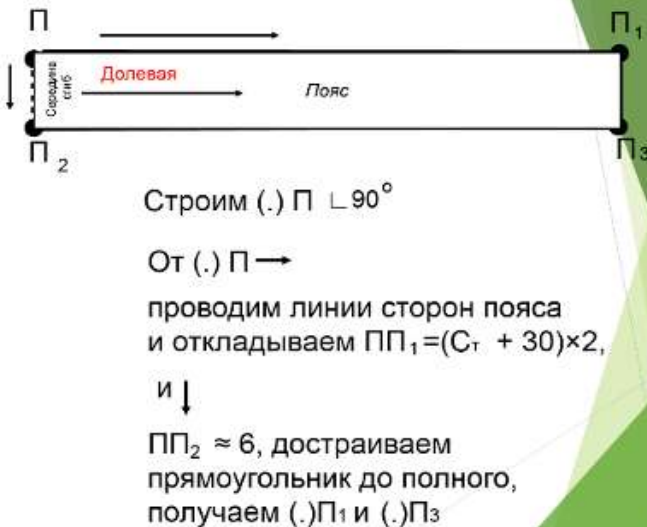 П П₁
Середина
сгиб
Долевая
Пояс
П₂ П₃
Строим (.) П ∟90°
От (.) П →
проводим линии сторон пояса
и откладываем ПП₁=(Cт + 30)×2,
и ↓
ПП₂ ≈ 6, достраиваем
прямоугольник до полного,
получаем (.)П₁ и (.)П₃